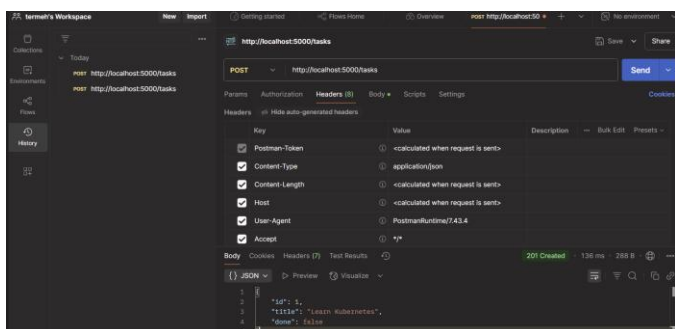 termeh's Workspace
New Import
Getting started
Flows Home
Overview
POST http://localhost:50
No environment
Collections
Environments
Flows
History
Today
POST http://localhost:5000/tasks
POST http://localhost:5000/tasks
http://localhost:5000/tasks
Save
Share
POST http://localhost:5000/tasks
Send
Params Authorization Headers (8) Body Scripts Settings
Cookies
Headers Hide auto-generated headers
Key Value Description Bulk Edit Presets
Postman-Token <calculated when request is sent>
Content-Type application/json
Content-Length <calculated when request is sent>
Host <calculated when request is sent>
User-Agent PostmanRuntime/7.43.4
Accept */*
Body Cookies Headers (7) Test Results
201 Created 136 ms 288 B
{} JSON Preview Visualize
1 {
2 "id": 1,
3 "title": "Learn Kubernetes",
4 "done": false